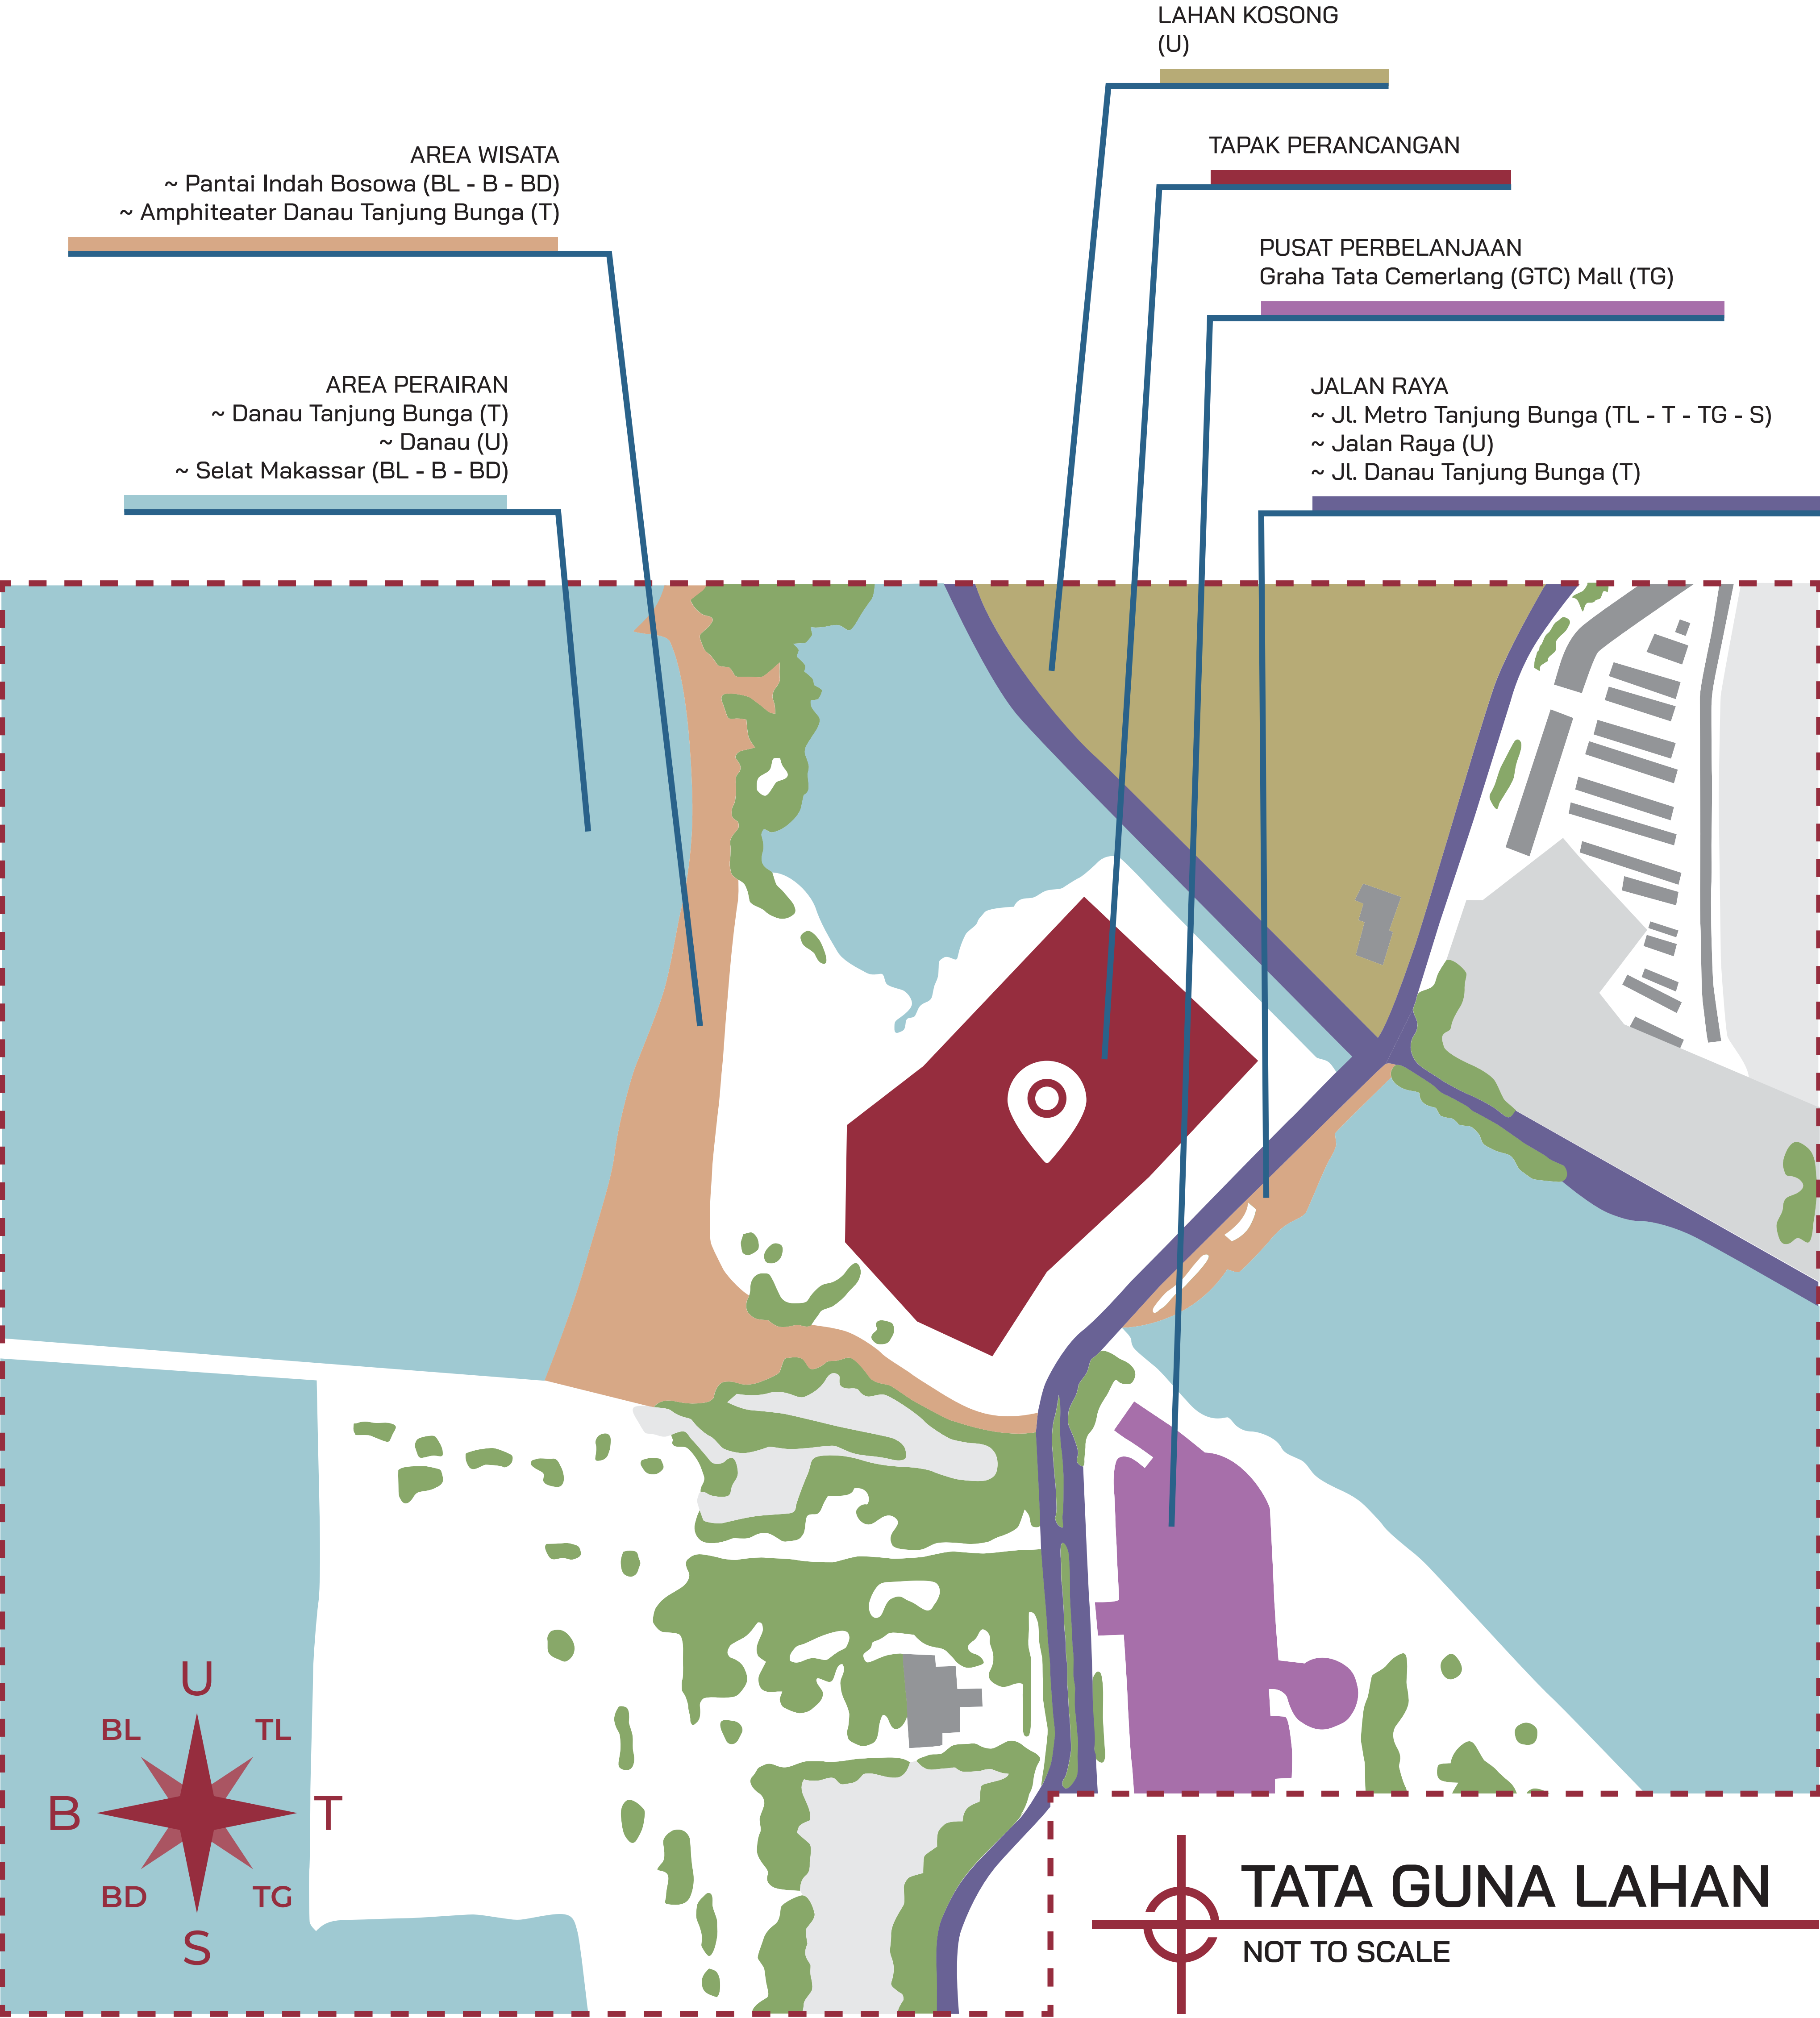 LAHAN KOSONG
(U)
TAPAK PERANCANGAN
AREA WISATA
~ Pantai Indah Bosowa (BL - B - BD)
~ Amphiteater Danau Tanjung Bunga (T)
PUSAT PERBELANJAAN
Graha Tata Cemerlang (GTC) Mall (TG)
AREA PERAIRAN
~ Danau Tanjung Bunga (T)
~ Danau (U)
~ Selat Makassar (BL - B - BD)
JALAN RAYA
~ Jl. Metro Tanjung Bunga (TL - T - TG - S)
~ Jalan Raya (U)
~ Jl. Danau Tanjung Bunga (T)
U
BL TL
B T
BD TG
S
TATA GUNA LAHAN
NOT TO SCALE